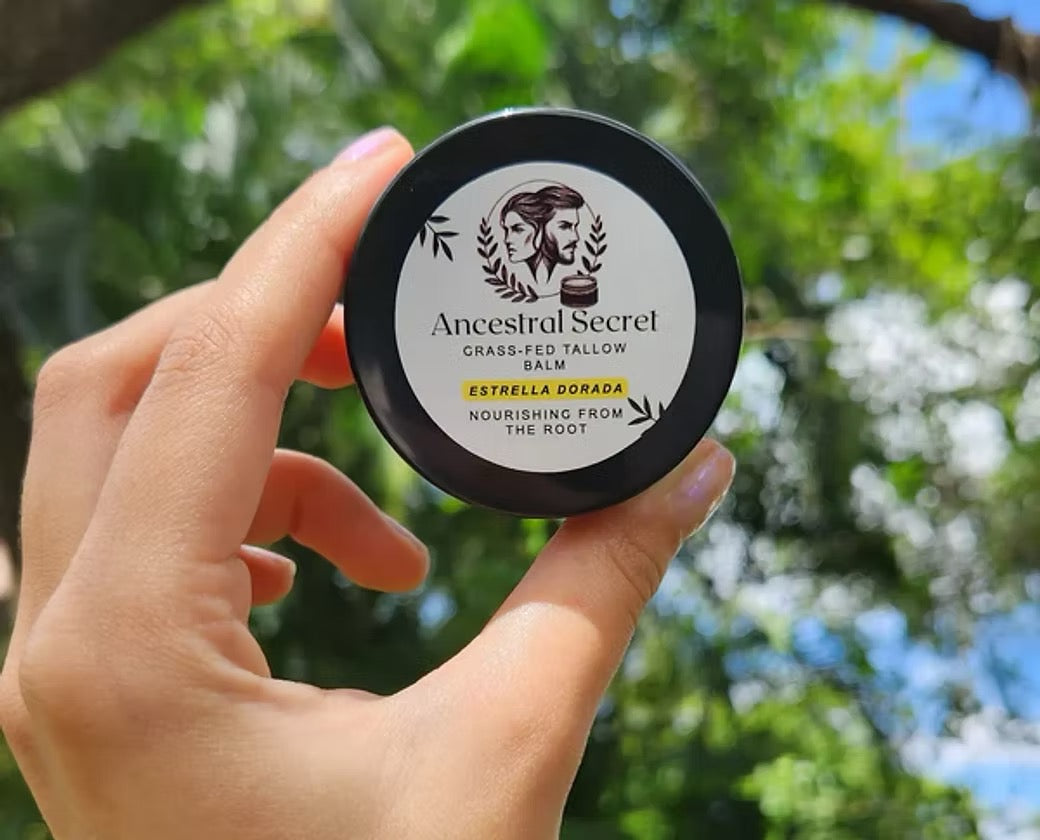 Ancestral Secret
GRASS-FED TALLOW
BALM
ESTRELLA DORADA
NOURISHING FROM
THE ROOT